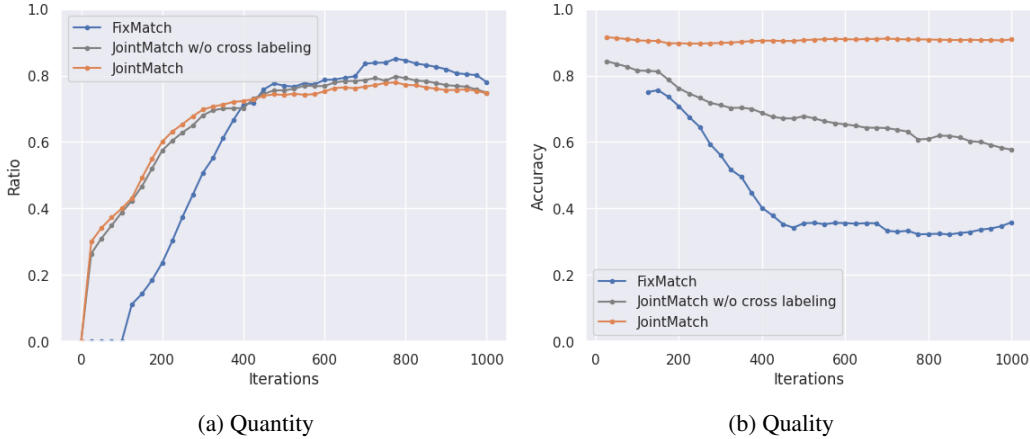 1.0
0.8
0.6
0.4
0.2
0.0
Ratio
0 200 400 600 800 1000
Iterations
FixMatch
JointMatch w/o cross labeling
JointMatch
(a) Quantity
1.0
0.8
0.6
0.4
0.2
0.0
Accuracy
0 200 400 600 800 1000
Iterations
FixMatch
JointMatch w/o cross labeling
JointMatch
(b) Quality